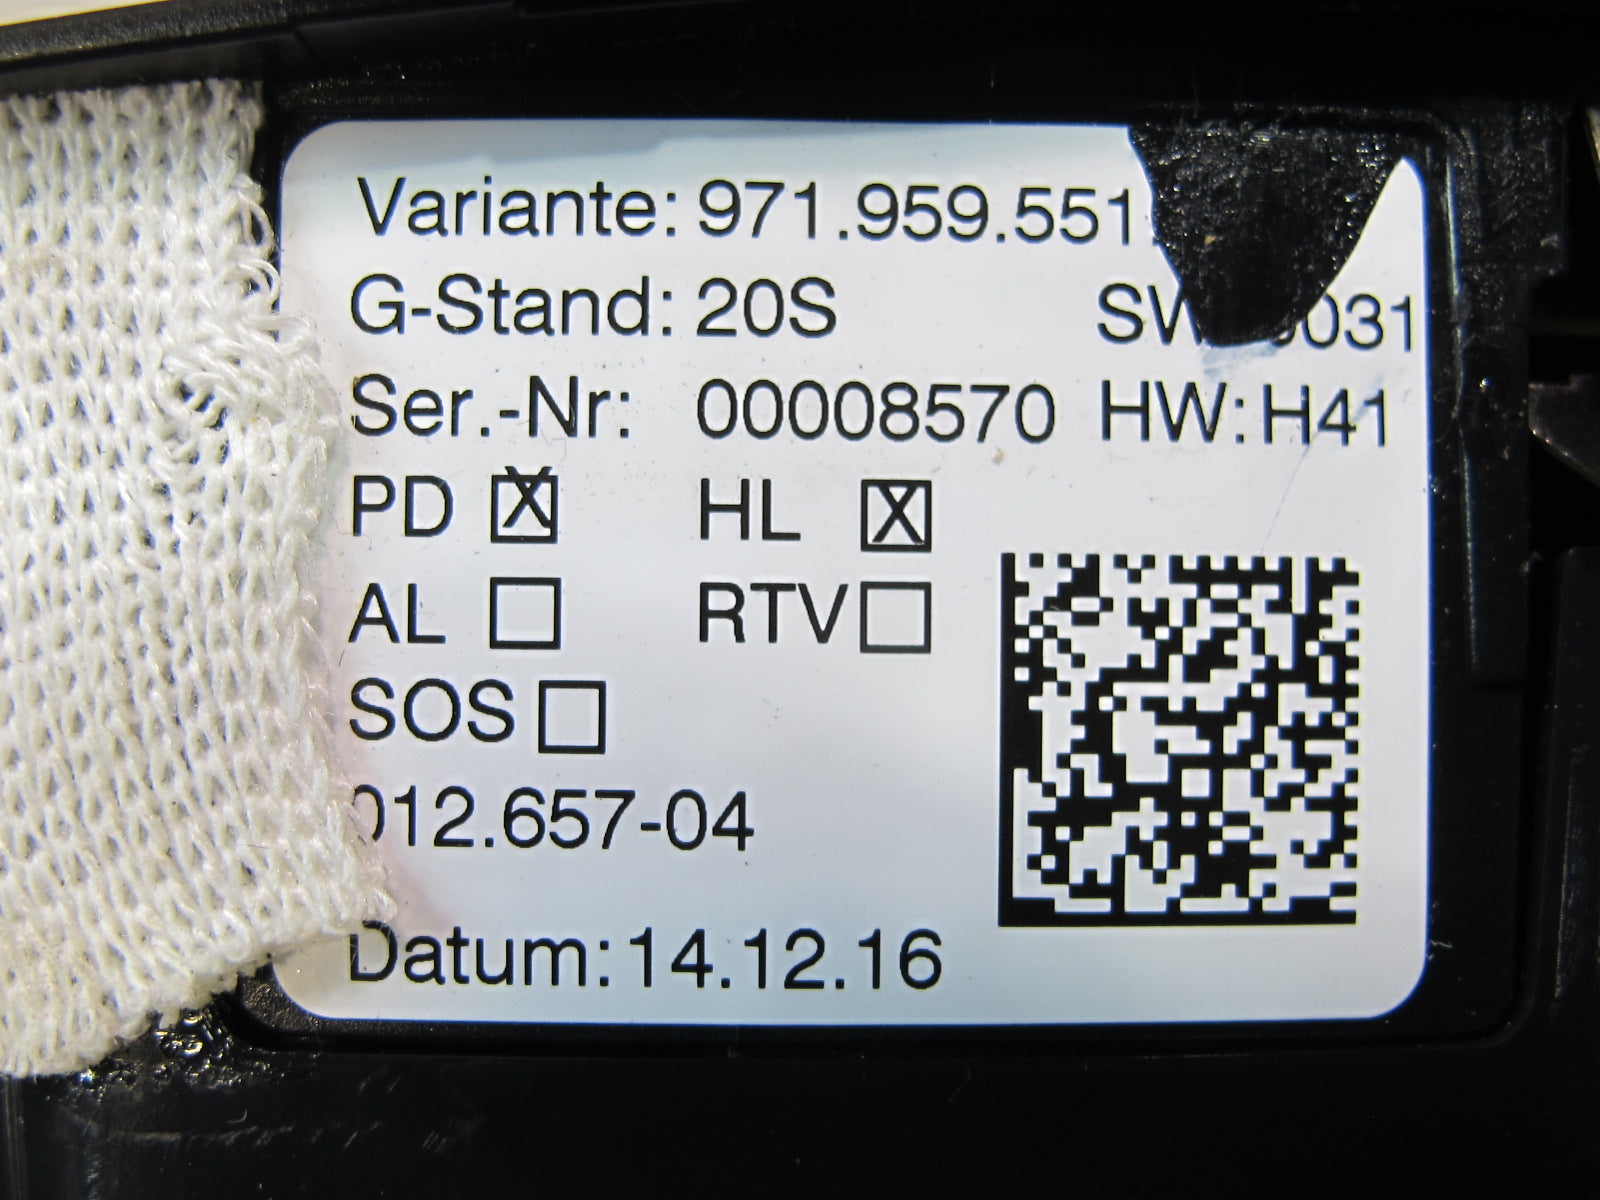 Variante: 971.959.551.
G-Stand: 20S
Ser.-Nr: 00008570 HW: H41
PD ☒ HL ☒
AL ☐ RTV ☐
SOS ☐
012.657-04
Datum: 14.12.16